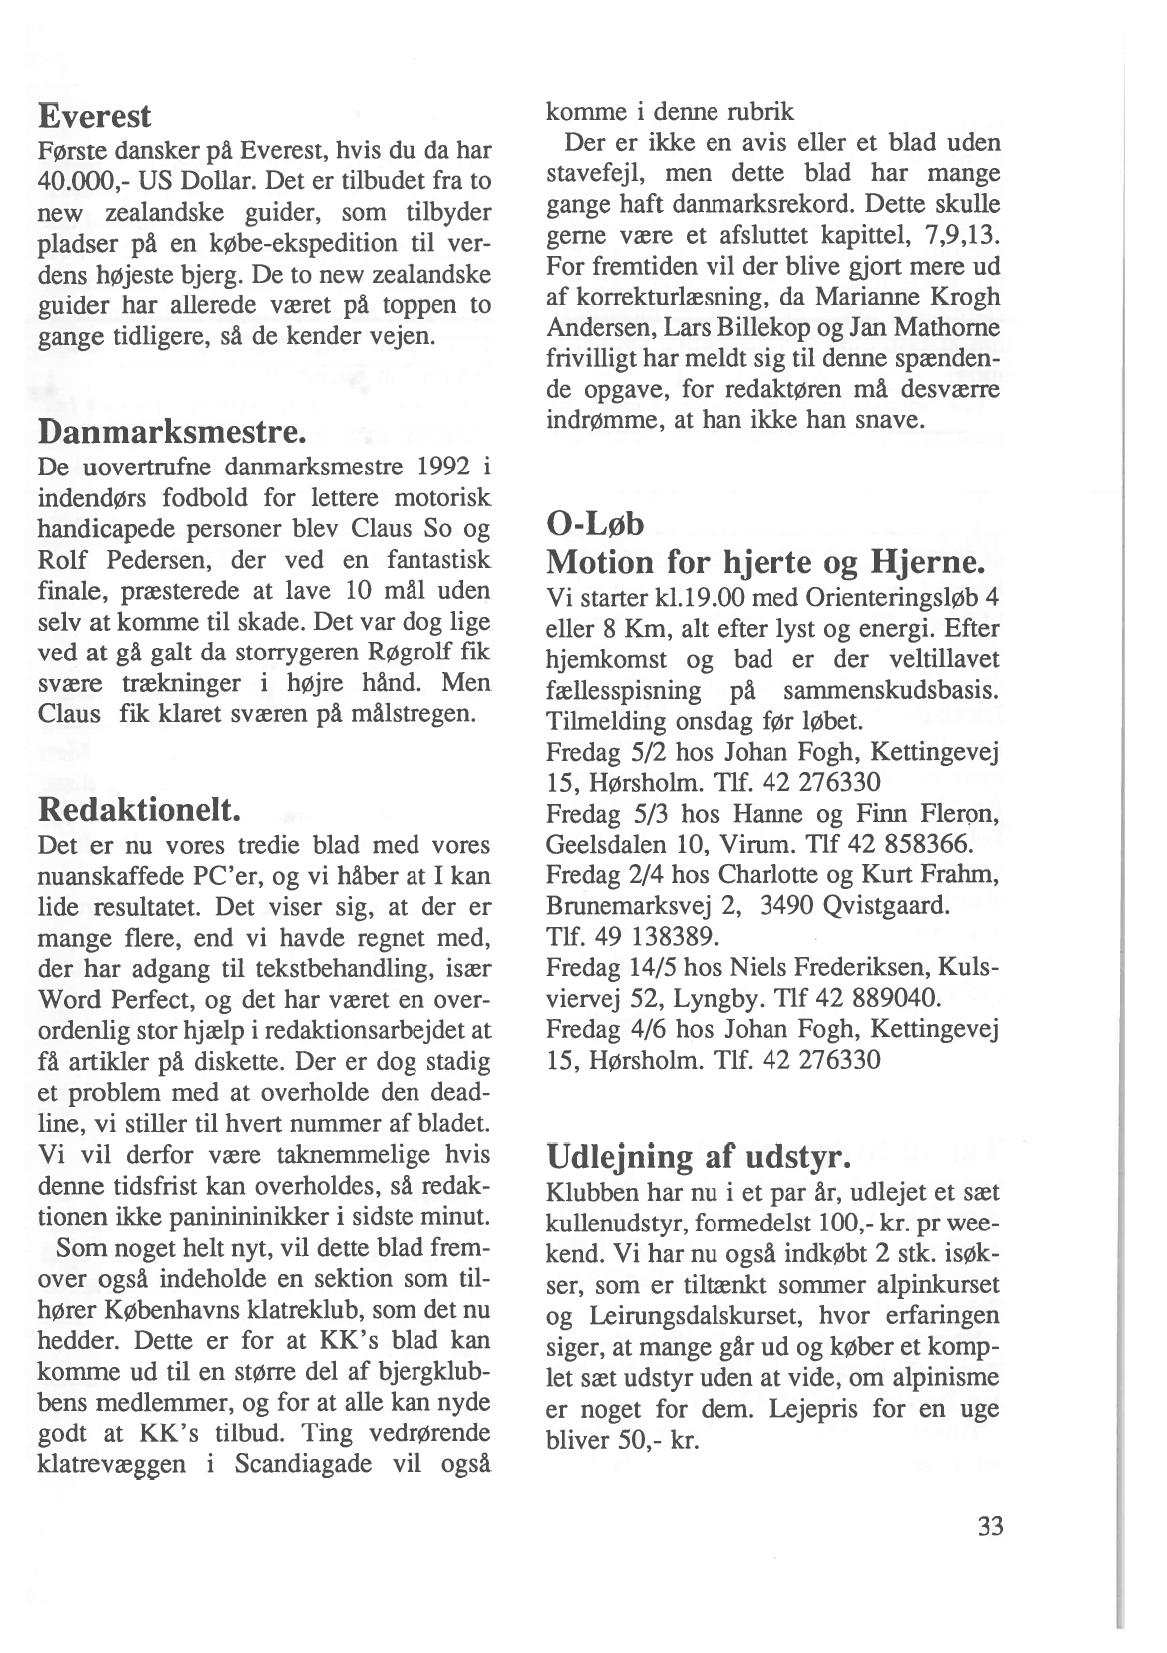 Everest
Første dansker på Everest, hvis du da har
40.000,- US Dollar. Det er tilbudet fra to
new zealandske guider, som tilbyder
pladser på en købe-ekspedition til ver-
dens højeste bjerg. De to new zealandske
guider har allerede været på toppen to
gange tidligere, så de kender vejen.
Danmarksmestre.
De uovertrufne danmarksmestre 1992 i
indendørs fodbold for lettere motorisk
handicapede personer blev Claus So og
Rolf Pedersen, der ved en fantastisk
finale, præsterede at lave 10 mål uden
selv at komme til skade. Det var dog lige
ved at gå galt da storrygeren Røgrolf fik
svære trækninger i højre hånd. Men
Claus fik klaret sværen på målstregen.
Redaktionelt.
Det er nu vores tredie blad med vores
nuanskaffede PC'er, og vi håber at I kan
lide resultatet. Det viser sig, at der er
mange flere, end vi havde regnet med,
der har adgang til tekstbehandling, især
Word Perfect, og det har været en over-
ordenlig stor hjælp i redaktionsarbejdet at
få artikler på diskette. Der er dog stadig
et problem med at overholde den dead-
line, vi stiller til hvert nummer af bladet.
Vi vil derfor være taknemmelige hvis
denne tidsfrist kan overholdes, så redak-
tionen ikke paninininikker i sidste minut.
Som noget helt nyt, vil dette blad frem-
over også indeholde en sektion som til-
hører Københavns klatreklub, som det nu
hedder. Dette er for at KK's blad kan
komme ud til en større del af bjergklub-
bens medlemmer, og for at alle kan nyde
godt at KK's tilbud. Ting vedrørende
klatrevæggen i Scandiagade vil også
komme i denne rubrik
Der er ikke en avis eller et blad uden
stavefejl, men dette blad har mange
gange haft danmarksrekord. Dette skulle
gerne være et afsluttet kapittel, 7,9,13.
For fremtiden vil der blive gjort mere ud
af korrekturlæsning, da Marianne Krogh
Andersen, Lars Billekop og Jan Mathorne
frivilligt har meldt sig til denne spænden-
de opgave, for redaktøren må desværre
indrømme, at han ikke han snave.
O-Løb
Motion for hjerte og Hjerne.
Vi starter kl.19.00 med Orienteringsløb 4
eller 8 Km, alt efter lyst og energi. Efter
hjemkomst og bad er der veltillavet
fællesspisning på sammenskudsbasis.
Tilmelding onsdag før løbet.
Fredag 5/2 hos Johan Fogh, Kettingevej
15, Hørsholm. Tlf. 42 276330
Fredag 5/3 hos Hanne og Finn Fleron,
Geelsdalen 10, Virum. Tlf 42 858366.
Fredag 2/4 hos Charlotte og Kurt Frahm,
Brunemarksvej 2, 3490 Qvistgaard.
Tlf. 49 138389.
Fredag 14/5 hos Niels Frederiksen, Kuls-
viervej 52, Lyngby. Tlf 42 889040.
Fredag 4/6 hos Johan Fogh, Kettingevej
15, Hørsholm. Tlf. 42 276330
Udlejning af udstyr.
Klubben har nu i et par år, udlejet et sæt
kullenudstyr, formedelst 100,- kr. pr wee-
kend. Vi har nu også indkøbt 2 stk. isøk-
ser, som er tiltænkt sommer alpinkurset
og Leirungsdalskurset, hvor erfaringen
siger, at mange går ud og køber et komp-
let sæt udstyr uden at vide, om alpinisme
er noget for dem. Lejepris for en uge
bliver 50,- kr.
33